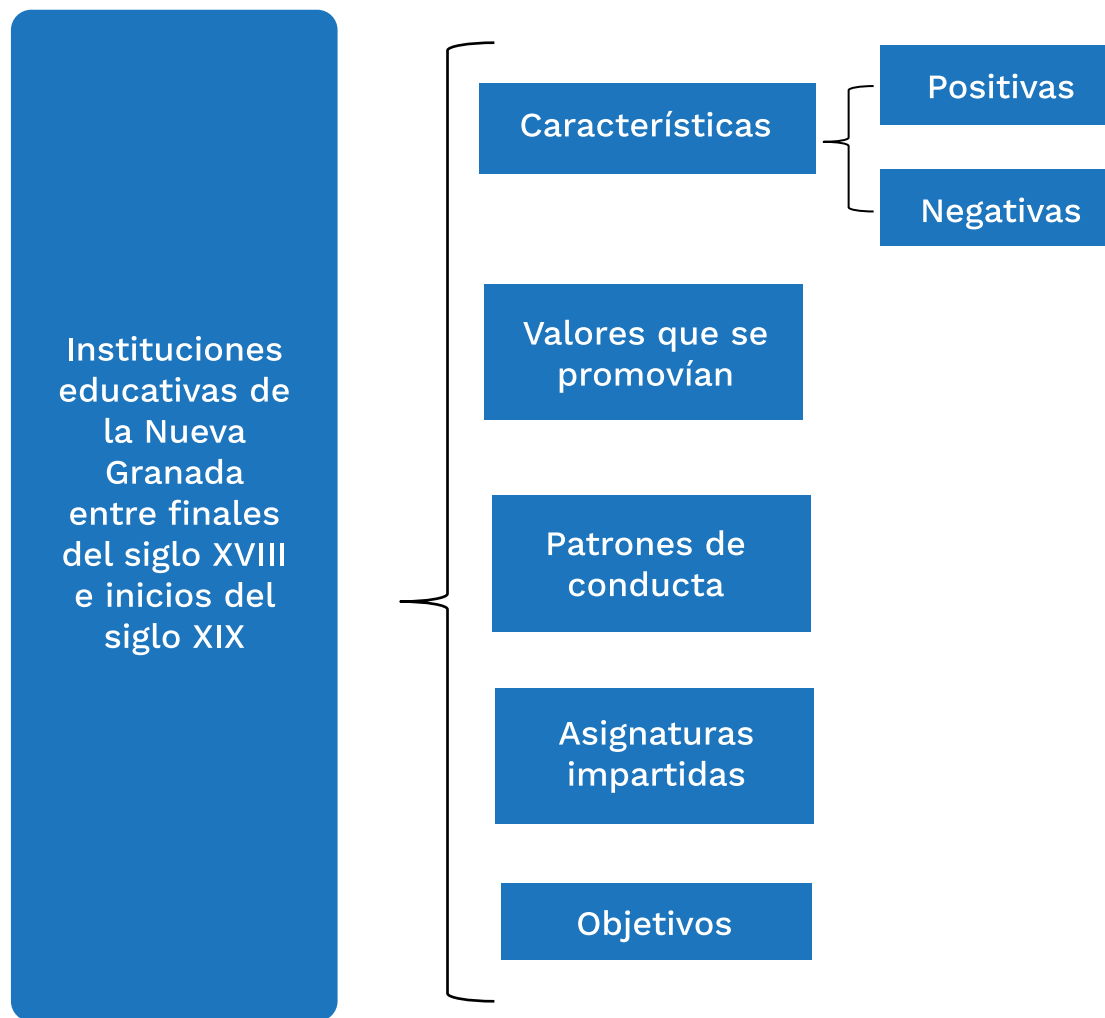 Instituciones
educativas de
la Nueva
Granada
entre finales
del siglo XVIII
e inicios del
siglo XIX
Características
Positivas
Negativas
Valores que se
promovían
Patrones de
conducta
Asignaturas
impartidas
Objetivos